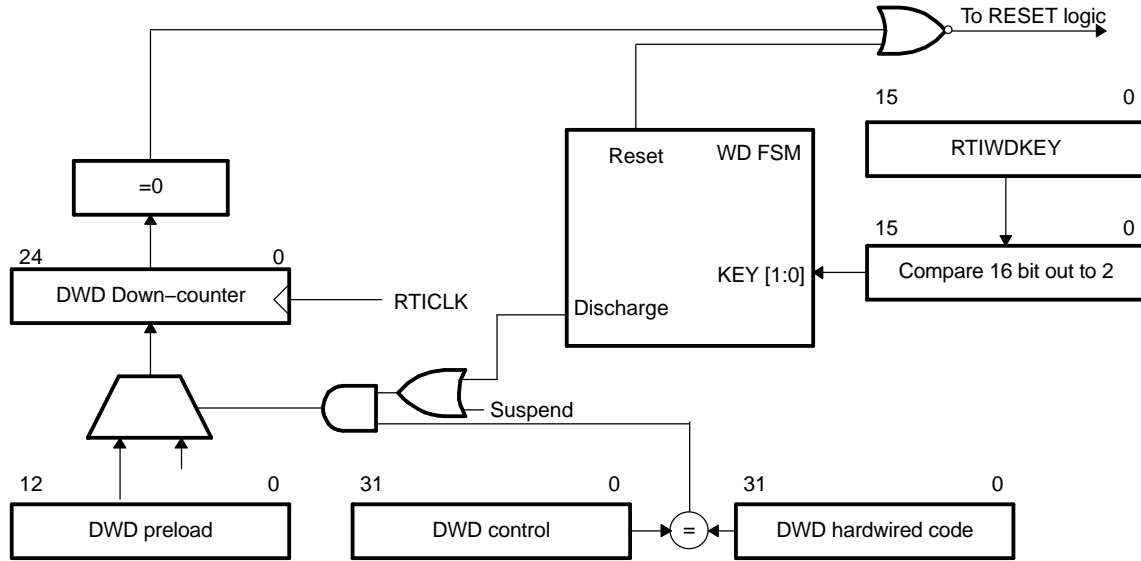 To RESET logic
15 0
Reset WD FSM
RTIWDKEY
=0
15 0
24 0
KEY [1:0]
Compare 16 bit out to 2
DWD Down−counter
RTICLK
Discharge
Suspend
12 0
31 0
31 0
DWD preload
DWD control
=
DWD hardwired code